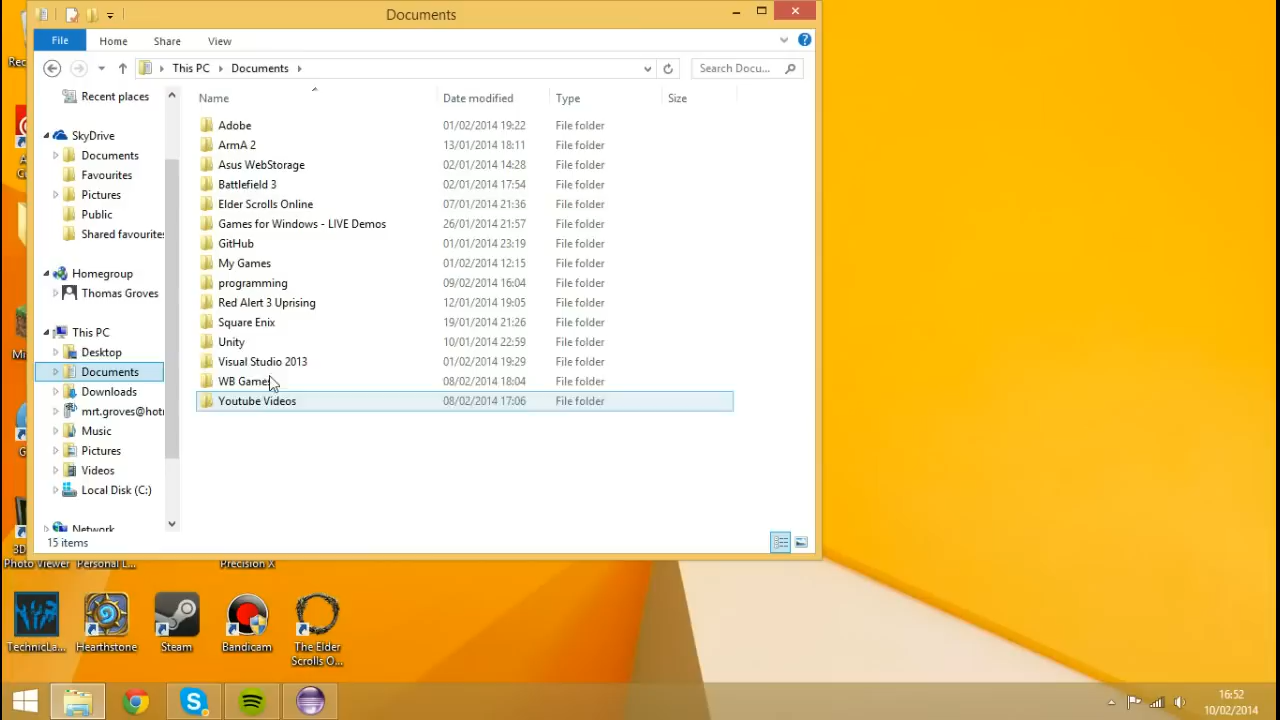 Documents
File Home Share View
This PC Documents Search Docu...
Recent places
SkyDrive
Documents
Favourites
Pictures
Public
Shared favourite
Homegroup
Thomas Groves
This PC
Desktop
Documents
Downloads
mrt.groves@hot
Music
Pictures
Videos
Local Disk (C:)
Network
Name Date modified Type Size
Adobe 01/02/2014 19:22 File folder
ArmA 2 13/01/2014 18:11 File folder
Asus WebStorage 02/01/2014 14:28 File folder
Battlefield 3 02/01/2014 17:54 File folder
Elder Scrolls Online 07/01/2014 21:36 File folder
Games for Windows - LIVE Demos 26/01/2014 21:57 File folder
GitHub 01/01/2014 23:19 File folder
My Games 01/02/2014 12:15 File folder
programming 09/02/2014 16:04 File folder
Red Alert 3 Uprising 12/01/2014 19:05 File folder
Square Enix 19/01/2014 21:26 File folder
Unity 10/01/2014 22:59 File folder
Visual Studio 2013 01/02/2014 19:29 File folder
WB Games 08/02/2014 18:04 File folder
Youtube Videos 08/02/2014 17:06 File folder
15 items
Photo Viewer Personal L... Precision X
TechnicLa... Hearthstone Steam Bandicam The Elder
Scrolls O...
16:52
10/02/2014